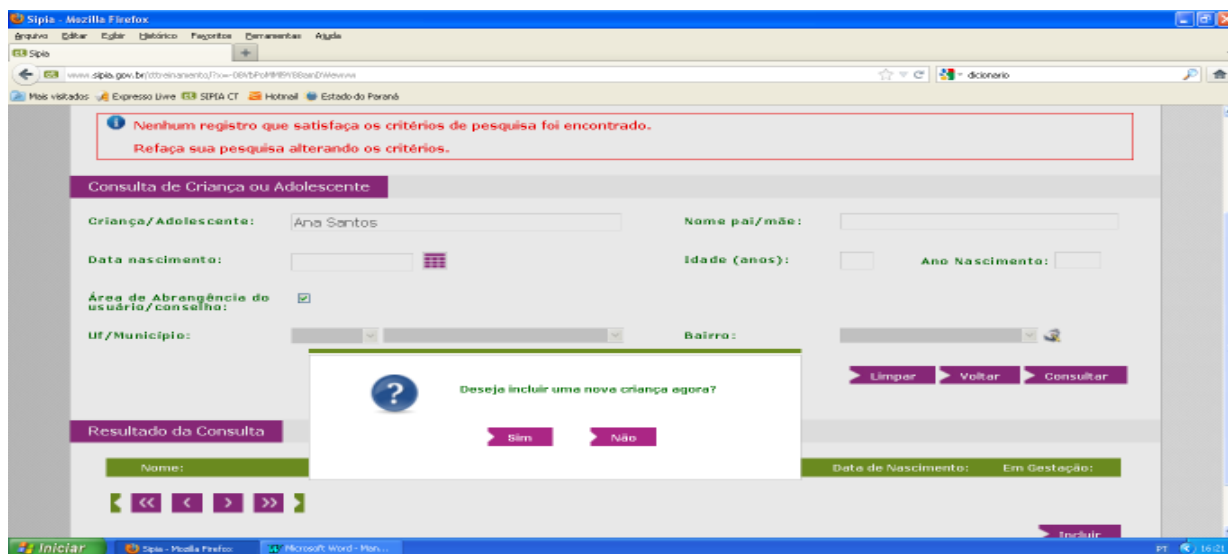 Sipia - Mozilla Firefox
Arquivo Editar Exibir Histórico Favoritos Ferramentas Ajuda
Sipia
dicionario
Mais visitados Expresso Livre SIPIA CT Hotmail Estado do Paraná
Nenhum registro que satisfaça os critérios de pesquisa foi encontrado.
Refaça sua pesquisa alterando os critérios.
Consulta de Criança ou Adolescente
Criança/Adolescente: Ana Santos Nome pai/mãe:
Data nascimento: Idade (anos): Ano Nascimento:
Área de Abrangência do
usuário/conselho:
Uf/Município: Bairro:
Deseja incluir uma nova criança agora?
Limpar Voltar Consultar
Sim Não
Resultado da Consulta
Nome: Data de Nascimento: Em Gestação:
<< < > >>
Incluir
Iniciar Sipia - Mozilla Firefox Microsoft Word - Man... PT 16:21